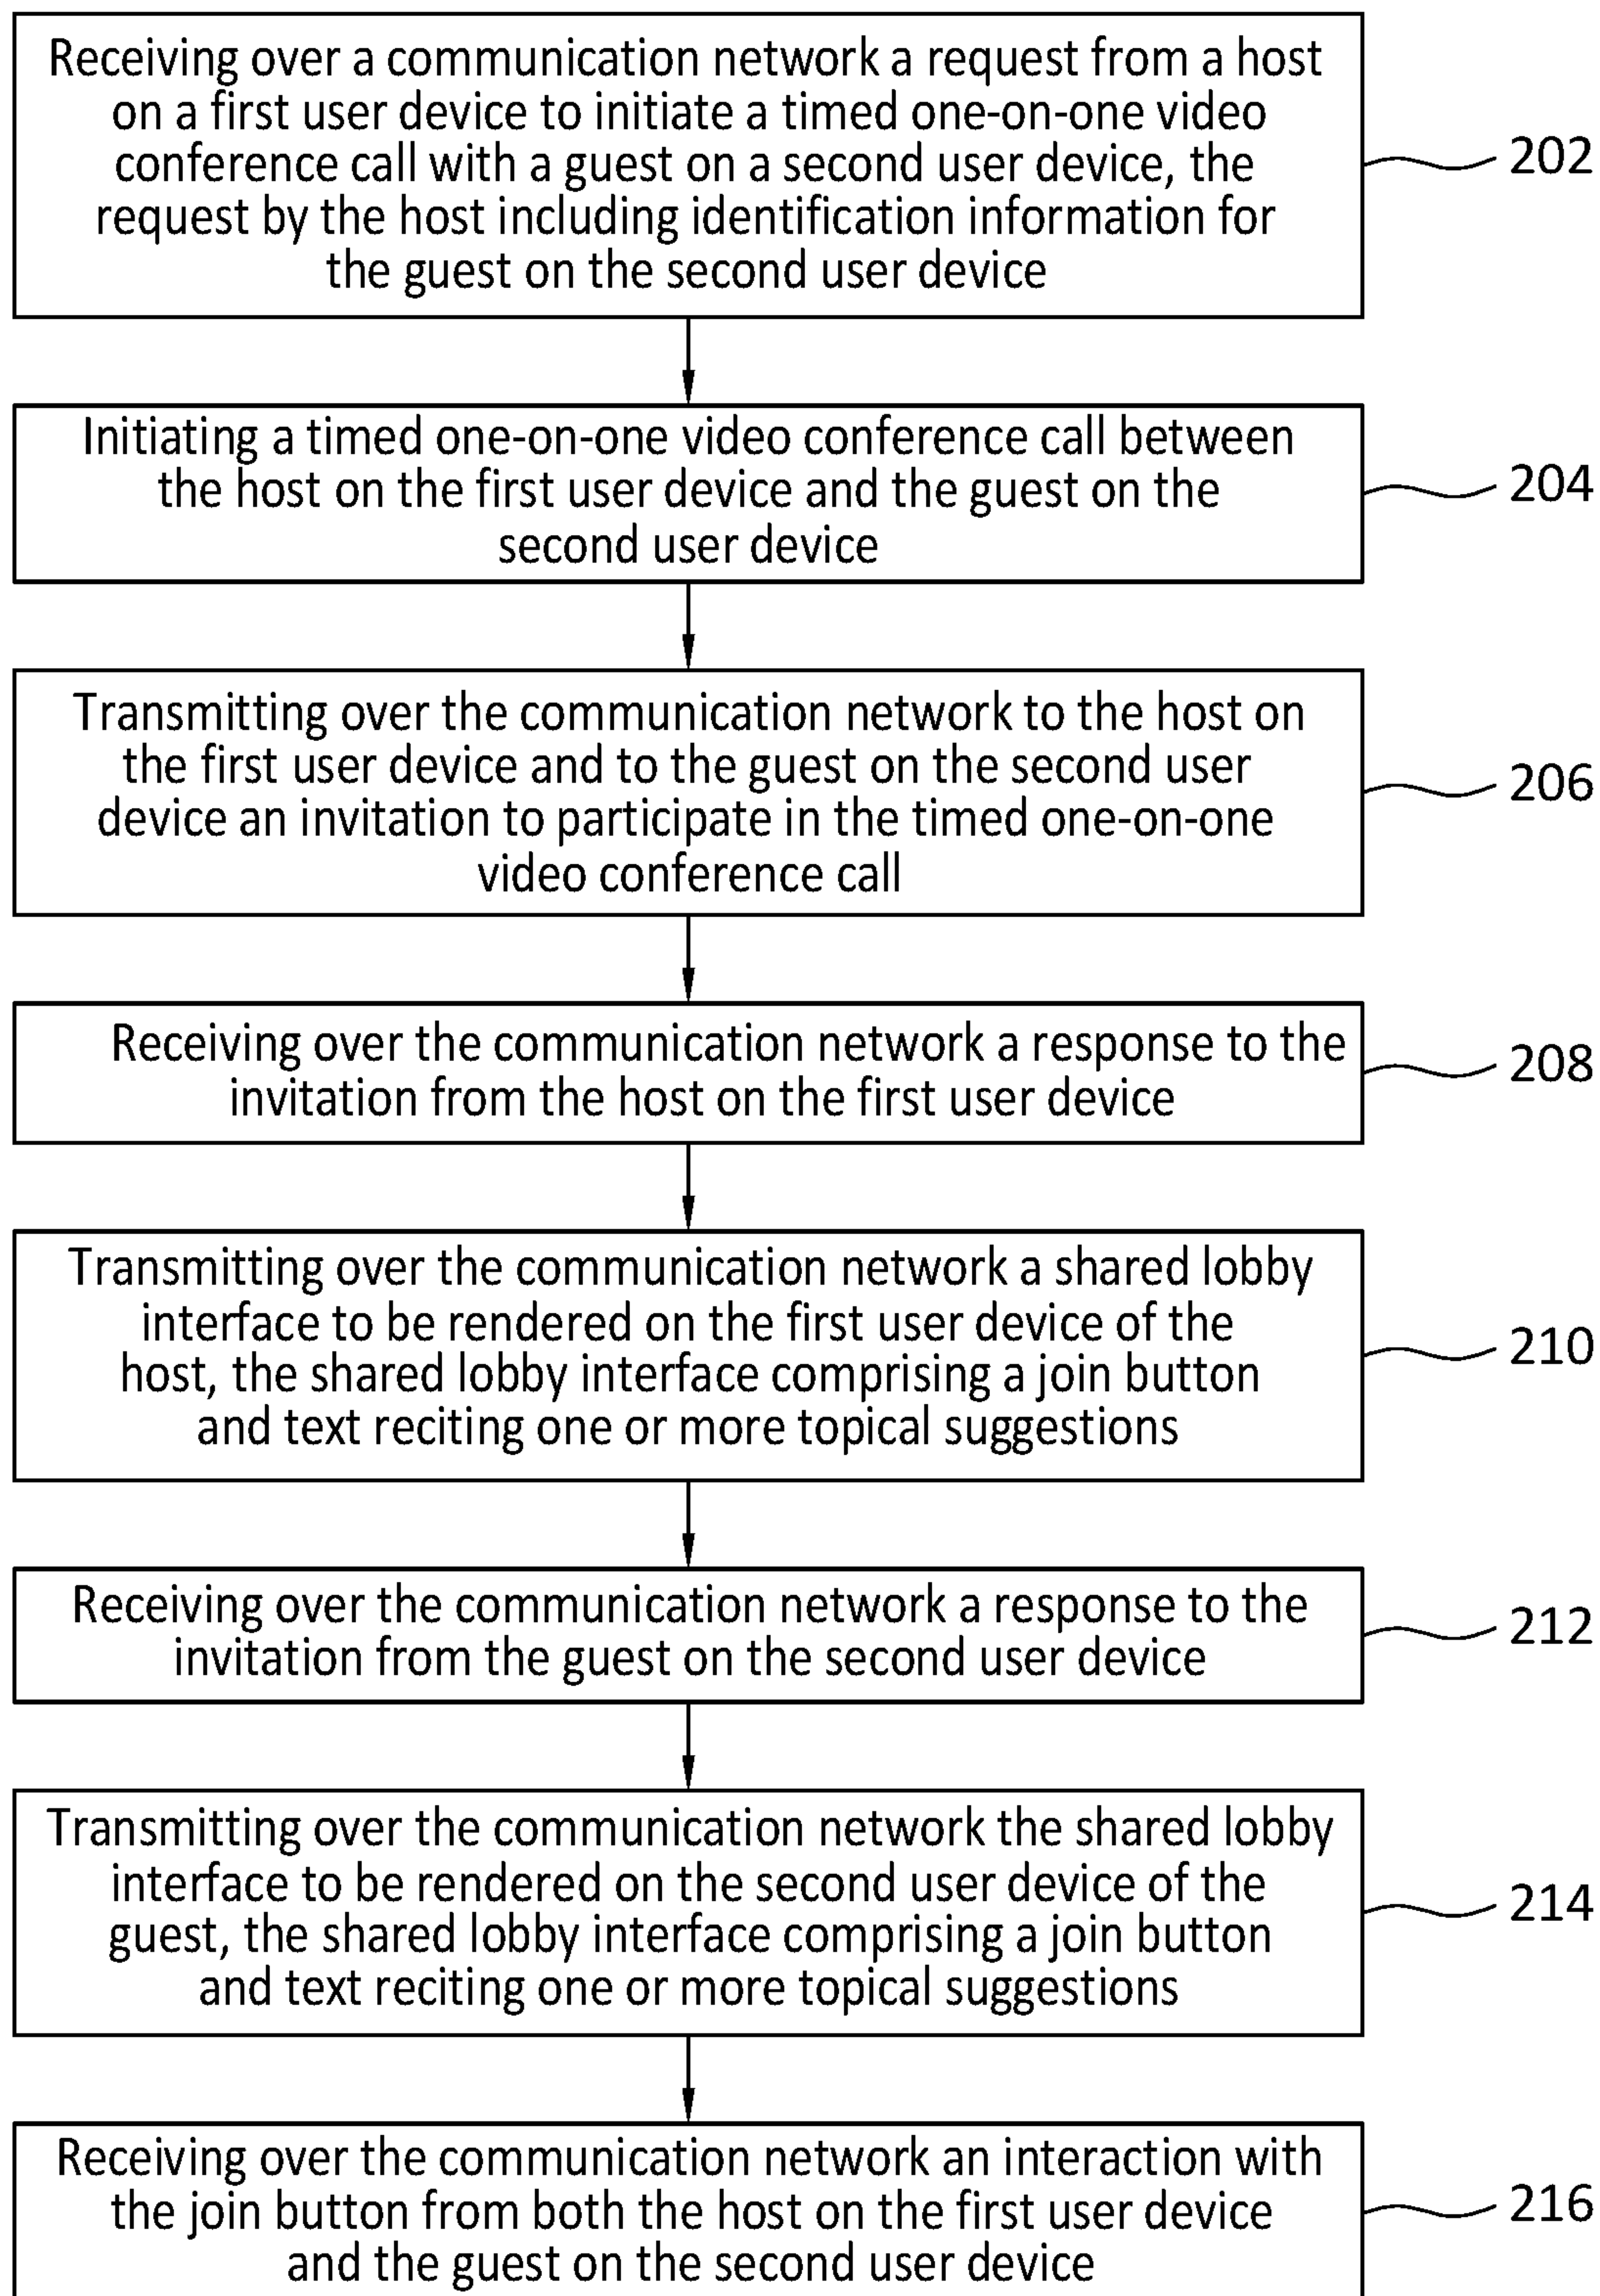 Receiving over a communication network a request from a host
on a first user device to initiate a timed one-on-one video
conference call with a guest on a second user device, the
request by the host including identification information for
the guest on the second user device
202
Initiating a timed one-on-one video conference call between
the host on the first user device and the guest on the
second user device
204
Transmitting over the communication network to the host on
the first user device and to the guest on the second user
device an invitation to participate in the timed one-on-one
video conference call
206
Receiving over the communication network a response to the
invitation from the host on the first user device
208
Transmitting over the communication network a shared lobby
interface to be rendered on the first user device of the
host, the shared lobby interface comprising a join button
and text reciting one or more topical suggestions
210
Receiving over the communication network a response to the
invitation from the guest on the second user device
212
Transmitting over the communication network the shared lobby
interface to be rendered on the second user device of the
guest, the shared lobby interface comprising a join button
and text reciting one or more topical suggestions
214
Receiving over the communication network an interaction with
the join button from both the host on the first user device
and the guest on the second user device
216